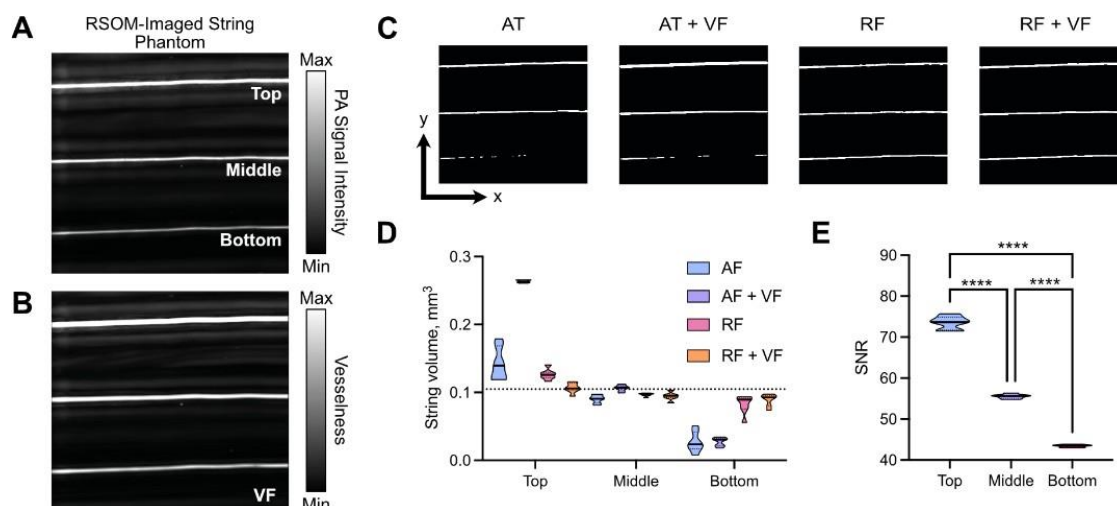 A
RSOM-Imaged String
Phantom
Top
Middle
Bottom
Max
PA Signal Intensity
Min
B
VF
Max
Vesselness
Min
C
AT
AT + VF
RF
RF + VF
y
x
D
String volume, mm³
0.3
0.2
0.1
0.0
Top
Middle
Bottom
AF
AF + VF
RF
RF + VF
E
SNR
90
80
70
60
50
40
****
****
****
Top
Middle
Bottom